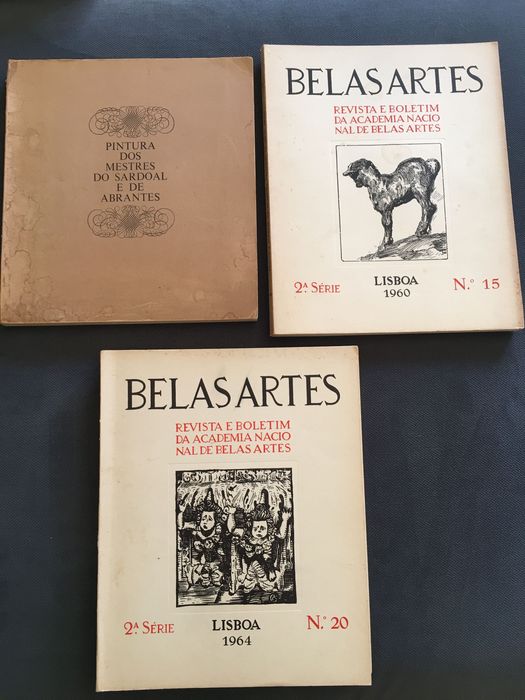 PINTURA
DOS
MESTRES
DO SARDOAL
E DE
ABRANTES
BELAS ARTES
REVISTA E BOLETIM
DA ACADEMIA NACIO
NAL DE BELAS ARTES
2.ª SÉRIE
LISBOA
1960
N.º 15
BELAS ARTES
REVISTA E BOLETIM
DA ACADEMIA NACIO
NAL DE BELAS ARTES
2.ª SÉRIE
LISBOA
1964
N.º 20